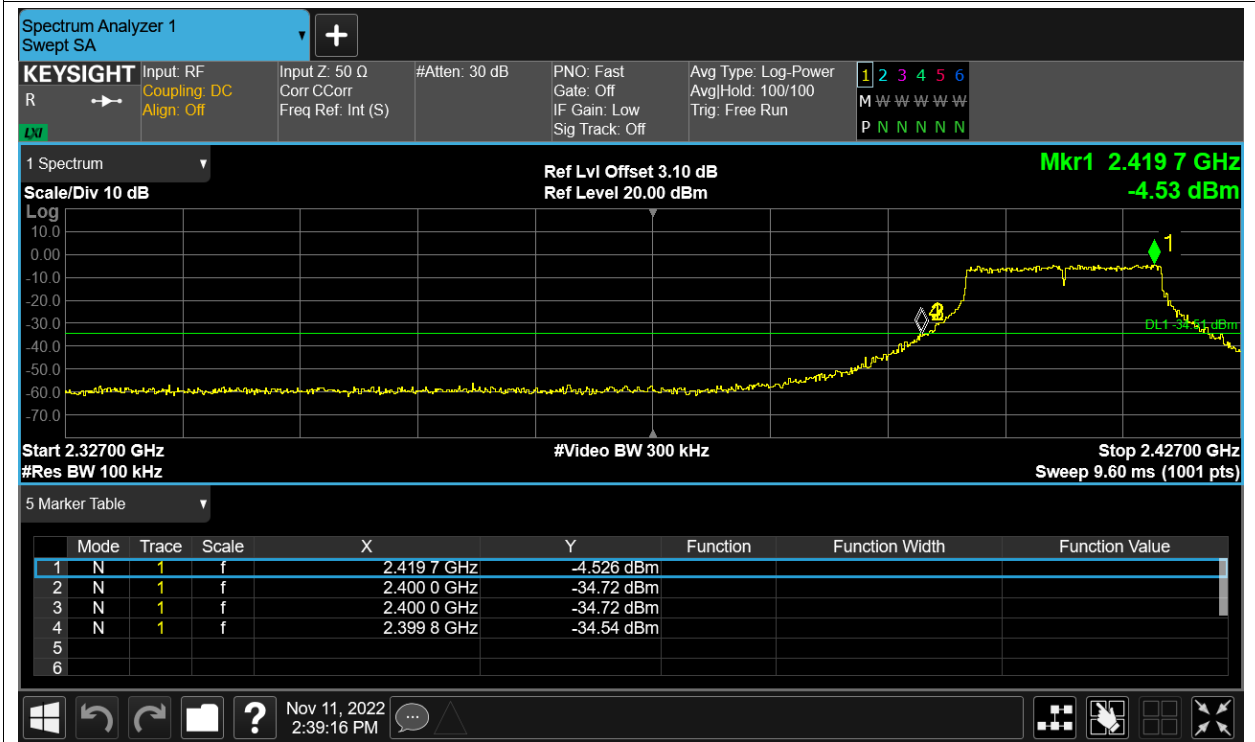 Spectrum Analyzer 1
Swept SA
KEYSIGHT
R
LXI
Input: RF
Coupling: DC
Align: Off
Input Z: 50 Ω
Corr CCorr
Freq Ref: Int (S)
#Atten: 30 dB
PNO: Fast
Gate: Off
IF Gain: Low
Sig Track: Off
Avg Type: Log-Power
Avg|Hold: 100/100
Trig: Free Run
1 2 3 4 5 6
M W W W W W
P N N N N N
1 Spectrum
Scale/Div 10 dB
Ref Lvl Offset 3.10 dB
Ref Level 20.00 dBm
Mkr1 2.419 7 GHz
-4.53 dBm
Log
10.0
0.00
-10.0
-20.0
-30.0
-40.0
-50.0
-60.0
-70.0
1
DL1 -34.51 dBm
Start 2.32700 GHz
#Res BW 100 kHz
#Video BW 300 kHz
Stop 2.42700 GHz
Sweep 9.60 ms (1001 pts)
5 Marker Table
Mode Trace Scale X Y Function Function Width Function Value
1 N 1 f 2.419 7 GHz -4.526 dBm
2 N 1 f 2.400 0 GHz -34.72 dBm
3 N 1 f 2.400 0 GHz -34.72 dBm
4 N 1 f 2.399 8 GHz -34.54 dBm
5
6
?
Nov 11, 2022
2:39:16 PM